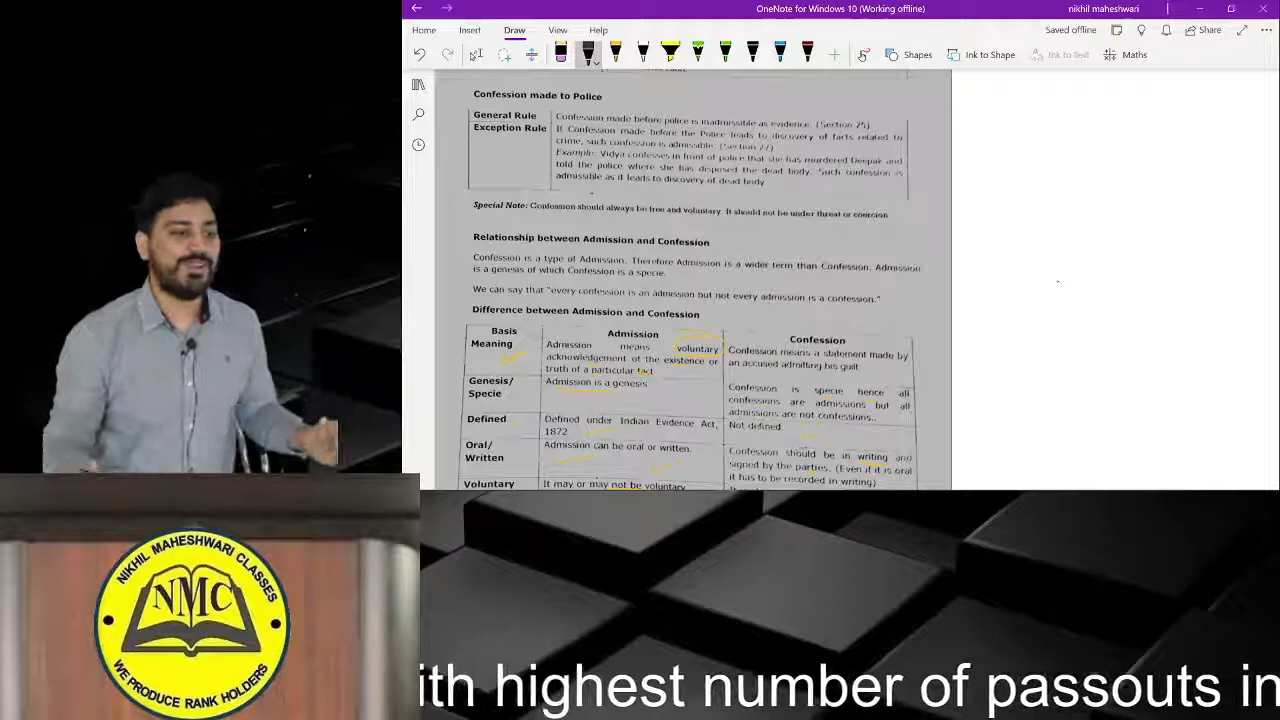 OneNote for Windows 10 (Working offline)
nikhil maheshwari
Home Insert Draw View Help
Saved offline
Share
Shapes
Ink to Shape
Ink to Text
Maths
Confession made to Police
General Rule
Confession made before police is inadmissible as evidence. (Section 25)
Exception Rule
If Confession made before the Police leads to discovery of facts related to
crime, such confession is admissible. (Section 27)
Example: Vidya confesses in front of police that she has murdered Deepak and
told the police where she has disposed the dead body. Such confession is
admissible as it leads to discovery of dead body
Special Note: Confession should always be free and voluntary. It should not be under threat or coercion
Relationship between Admission and Confession
Confession is a type of Admission. Therefore Admission is a wider term than Confession. Admission
is a genesis of which Confession is a specie.
We can say that "every confession is an admission but not every admission is a confession."
Difference between Admission and Confession
Basis
Admission
Confession
Meaning
Admission means voluntary
acknowledgement of the existence or
truth of a particular fact
Confession means a statement made by
an accused admitting his guilt.
Genesis/
Specie
Admission is a genesis
Confession is specie hence all
confessions are admissions but all
admissions are not confessions..
Defined
Defined under Indian Evidence Act,
1872
Not defined
Oral/
Written
Admission can be oral or written.
Confession should be in writing and
signed by the parties. (Even if it is oral
it has to be recorded in writing)
Voluntary
It may or may not be voluntary
NIKHIL MAHESHWARI CLASSES
NMC
WE PRODUCE RANK HOLDERS
ith highest number of passouts in